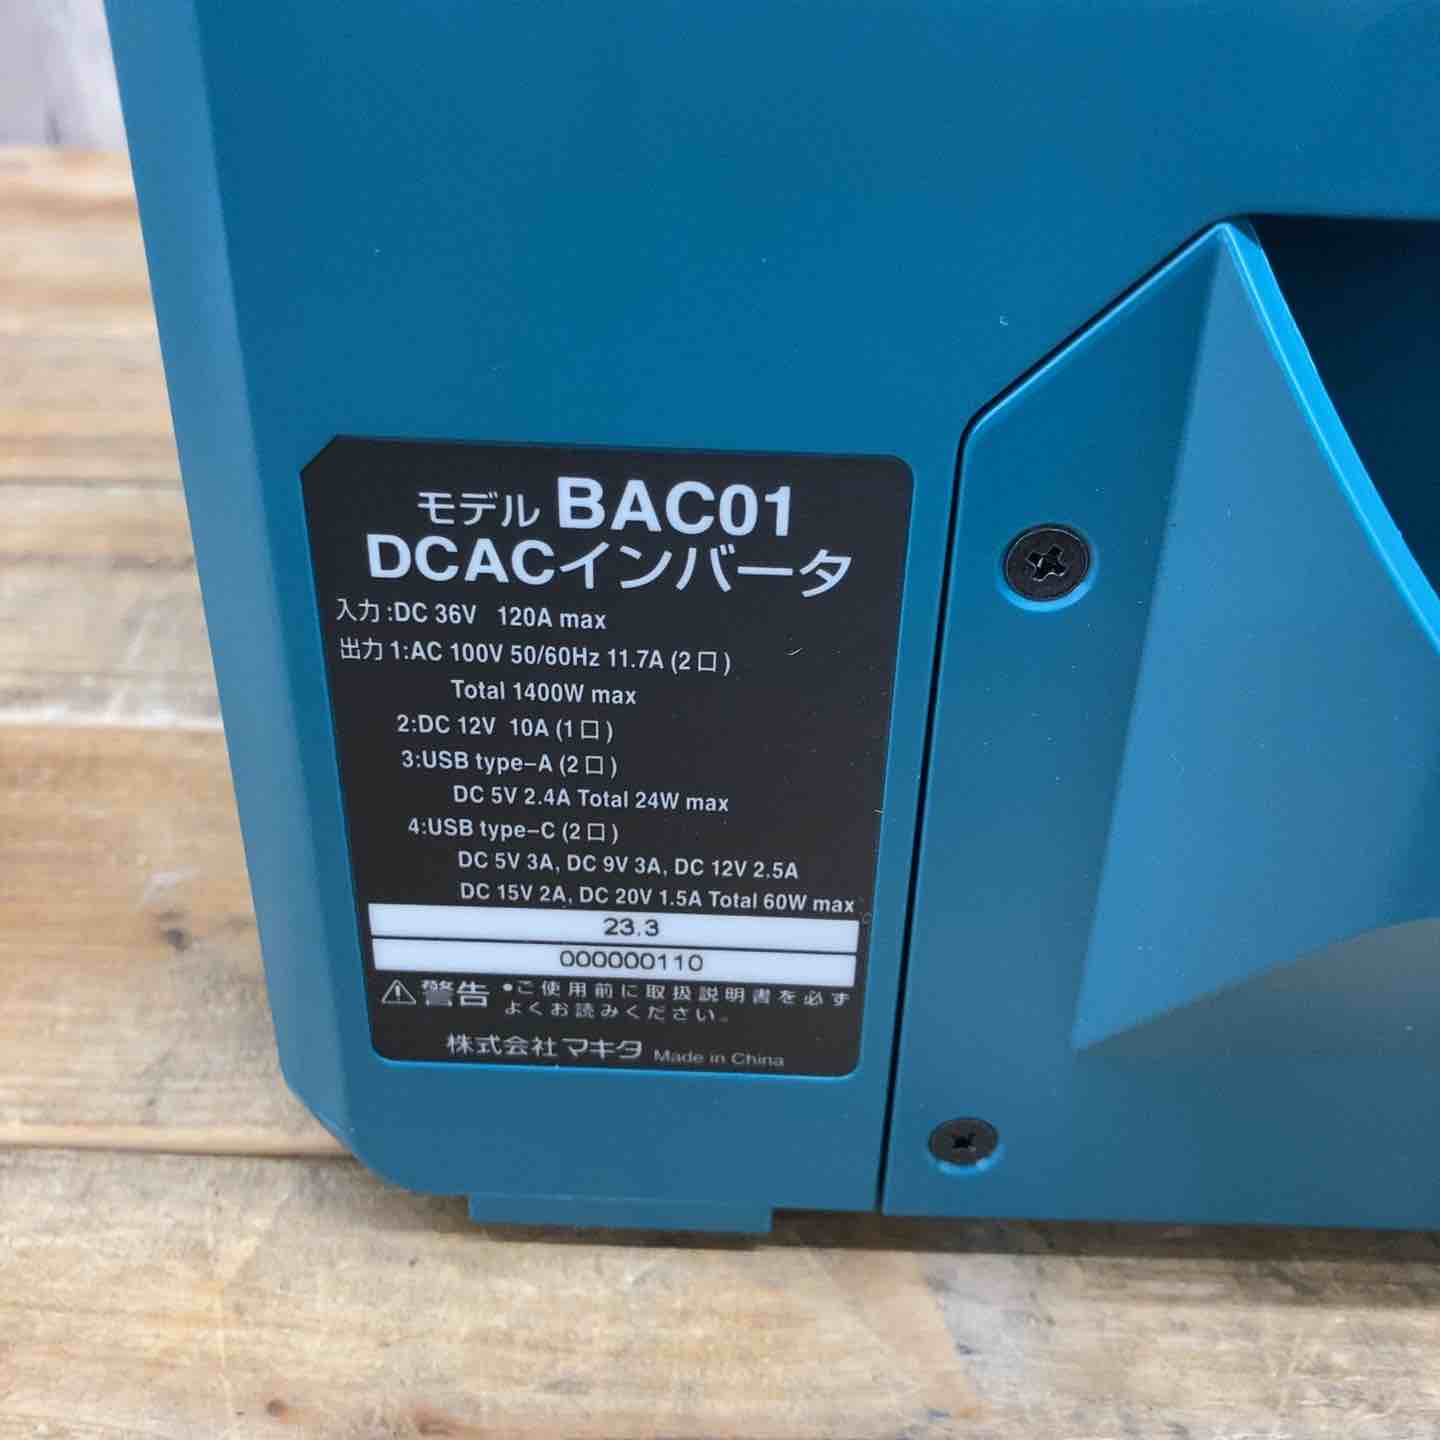 モデル BAC01
DCACインバータ
入力:DC 36V 120A max
出力 1:AC 100V 50/60Hz 11.7A (2口)
Total 1400W max
2:DC 12V 10A (1口)
3:USB type-A (2口)
DC 5V 2.4A Total 24W max
4:USB type-C (2口)
DC 5V 3A, DC 9V 3A, DC 12V 2.5A
DC 15V 2A, DC 20V 1.5A Total 60W max
23.3
000000110
⚠警告 •ご使用前に取扱説明書を必ず
よくお読みください。
株式会社マキタ Made in China